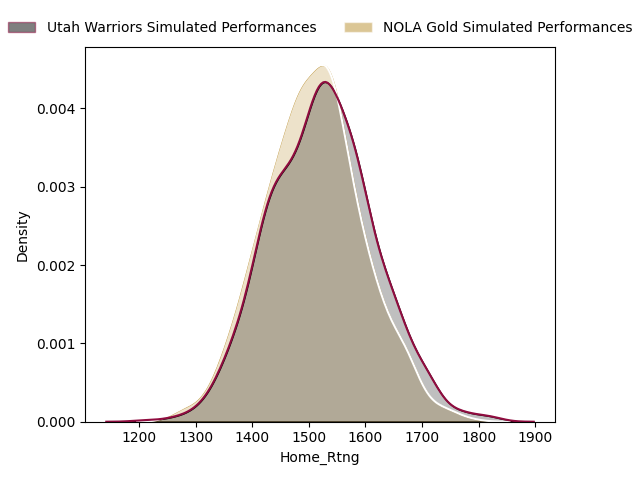 Utah Warriors Simulated Performances
NOLA Gold Simulated Performances
0.004
0.003
0.002
0.001
0.000
Density
1200 1300 1400 1500 1600 1700 1800 1900
Home_Rtng